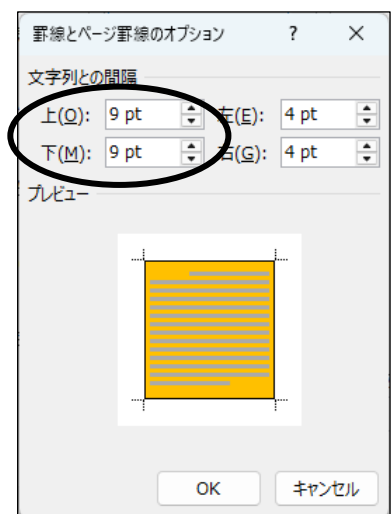 罫線とページ罫線のオプション ? ×
文字列との間隔
上(O): 9 pt 左(E): 4 pt
下(M): 9 pt 右(G): 4 pt
プレビュー
OK キャンセル